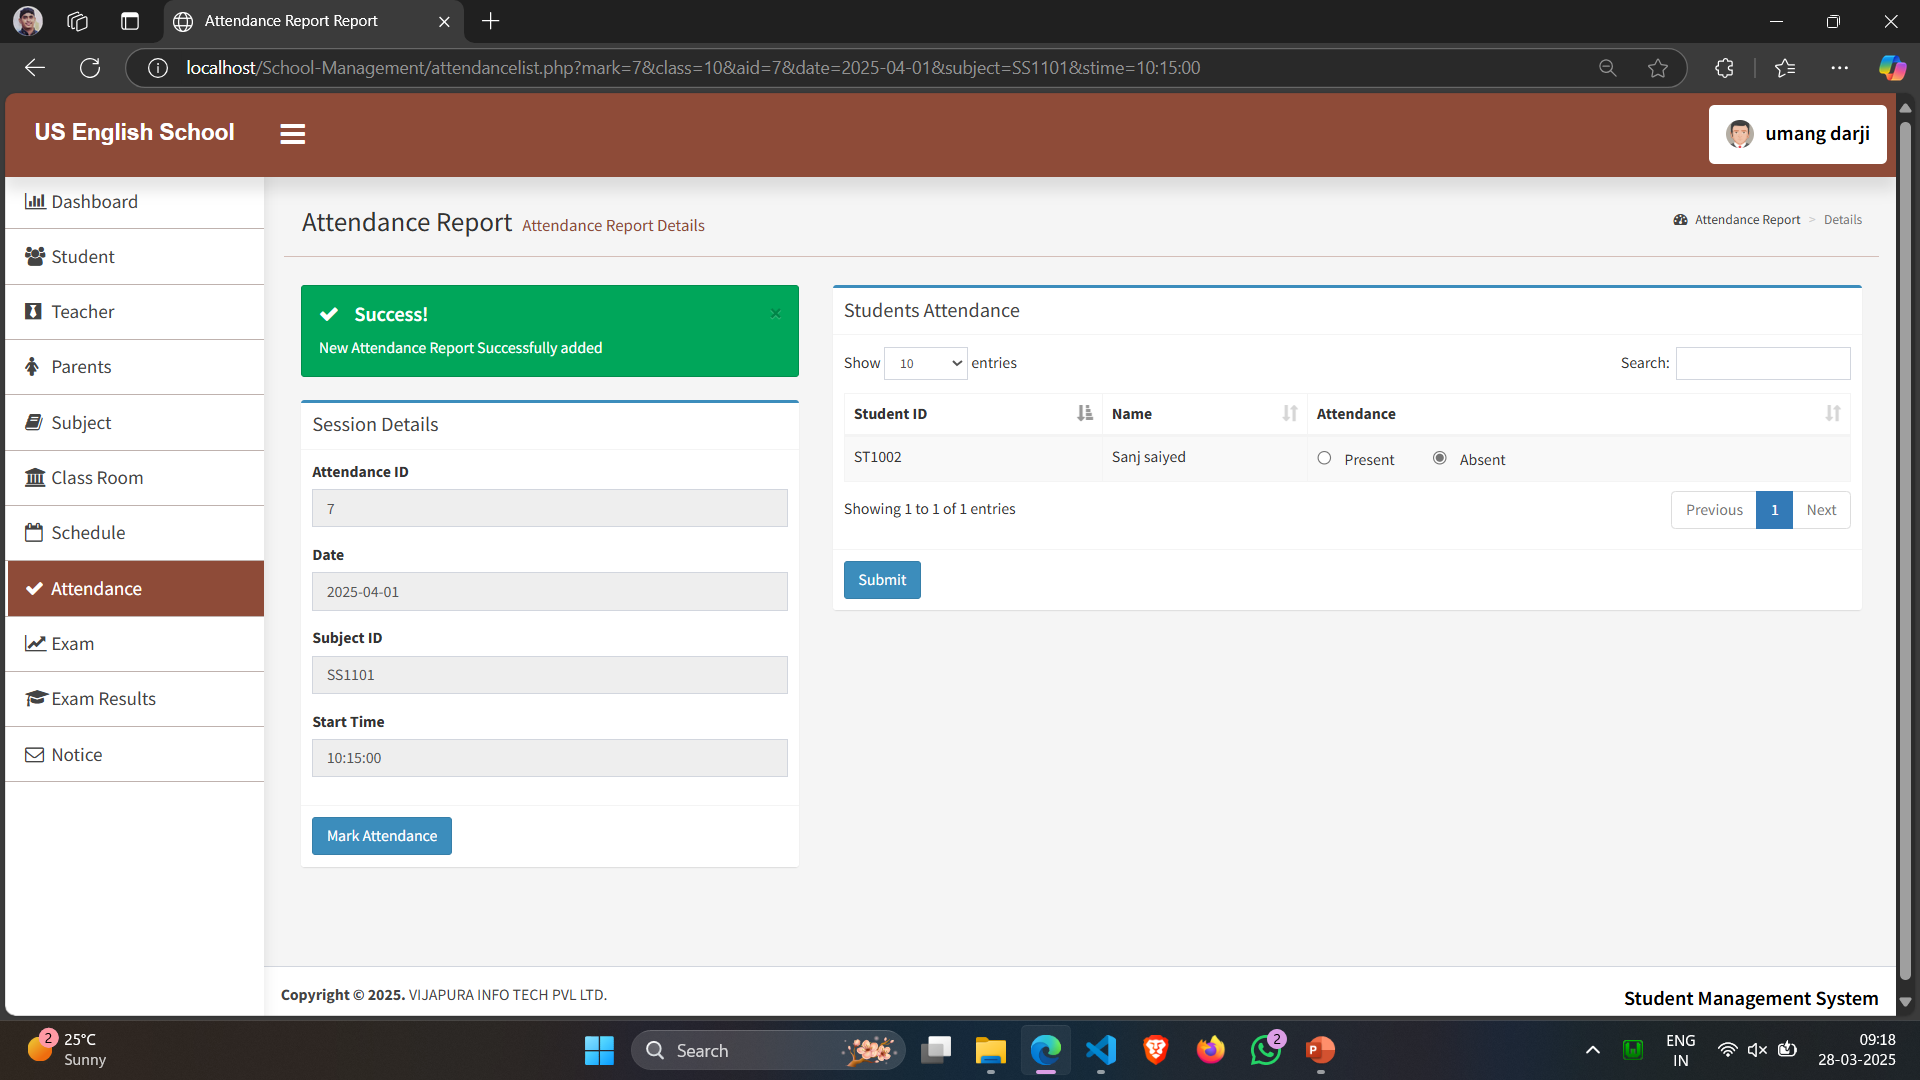 Attendance Report Report
localhost/School-Management/attendancelist.php?mark=7&class=10&aid=7&date=2025-04-01&subject=SS1101&stime=10:15:00
US English School
umang darji
Dashboard
Student
Teacher
Parents
Subject
Class Room
Schedule
Attendance
Exam
Exam Results
Notice
Attendance Report Attendance Report Details
Attendance Report > Details
Success!
×
New Attendance Report Successfully added
Session Details
Attendance ID
7
Date
2025-04-01
Subject ID
SS1101
Start Time
10:15:00
Mark Attendance
Students Attendance
Show 10 entries
Search:
Student ID Name Attendance
ST1002 Sanj saiyed Present Absent
Showing 1 to 1 of 1 entries
Previous 1 Next
Submit
Copyright © 2025. VIJAPURA INFO TECH PVL LTD.
Student Management System
2
25°C
Sunny
Search
2
ENG
IN
09:18
28-03-2025